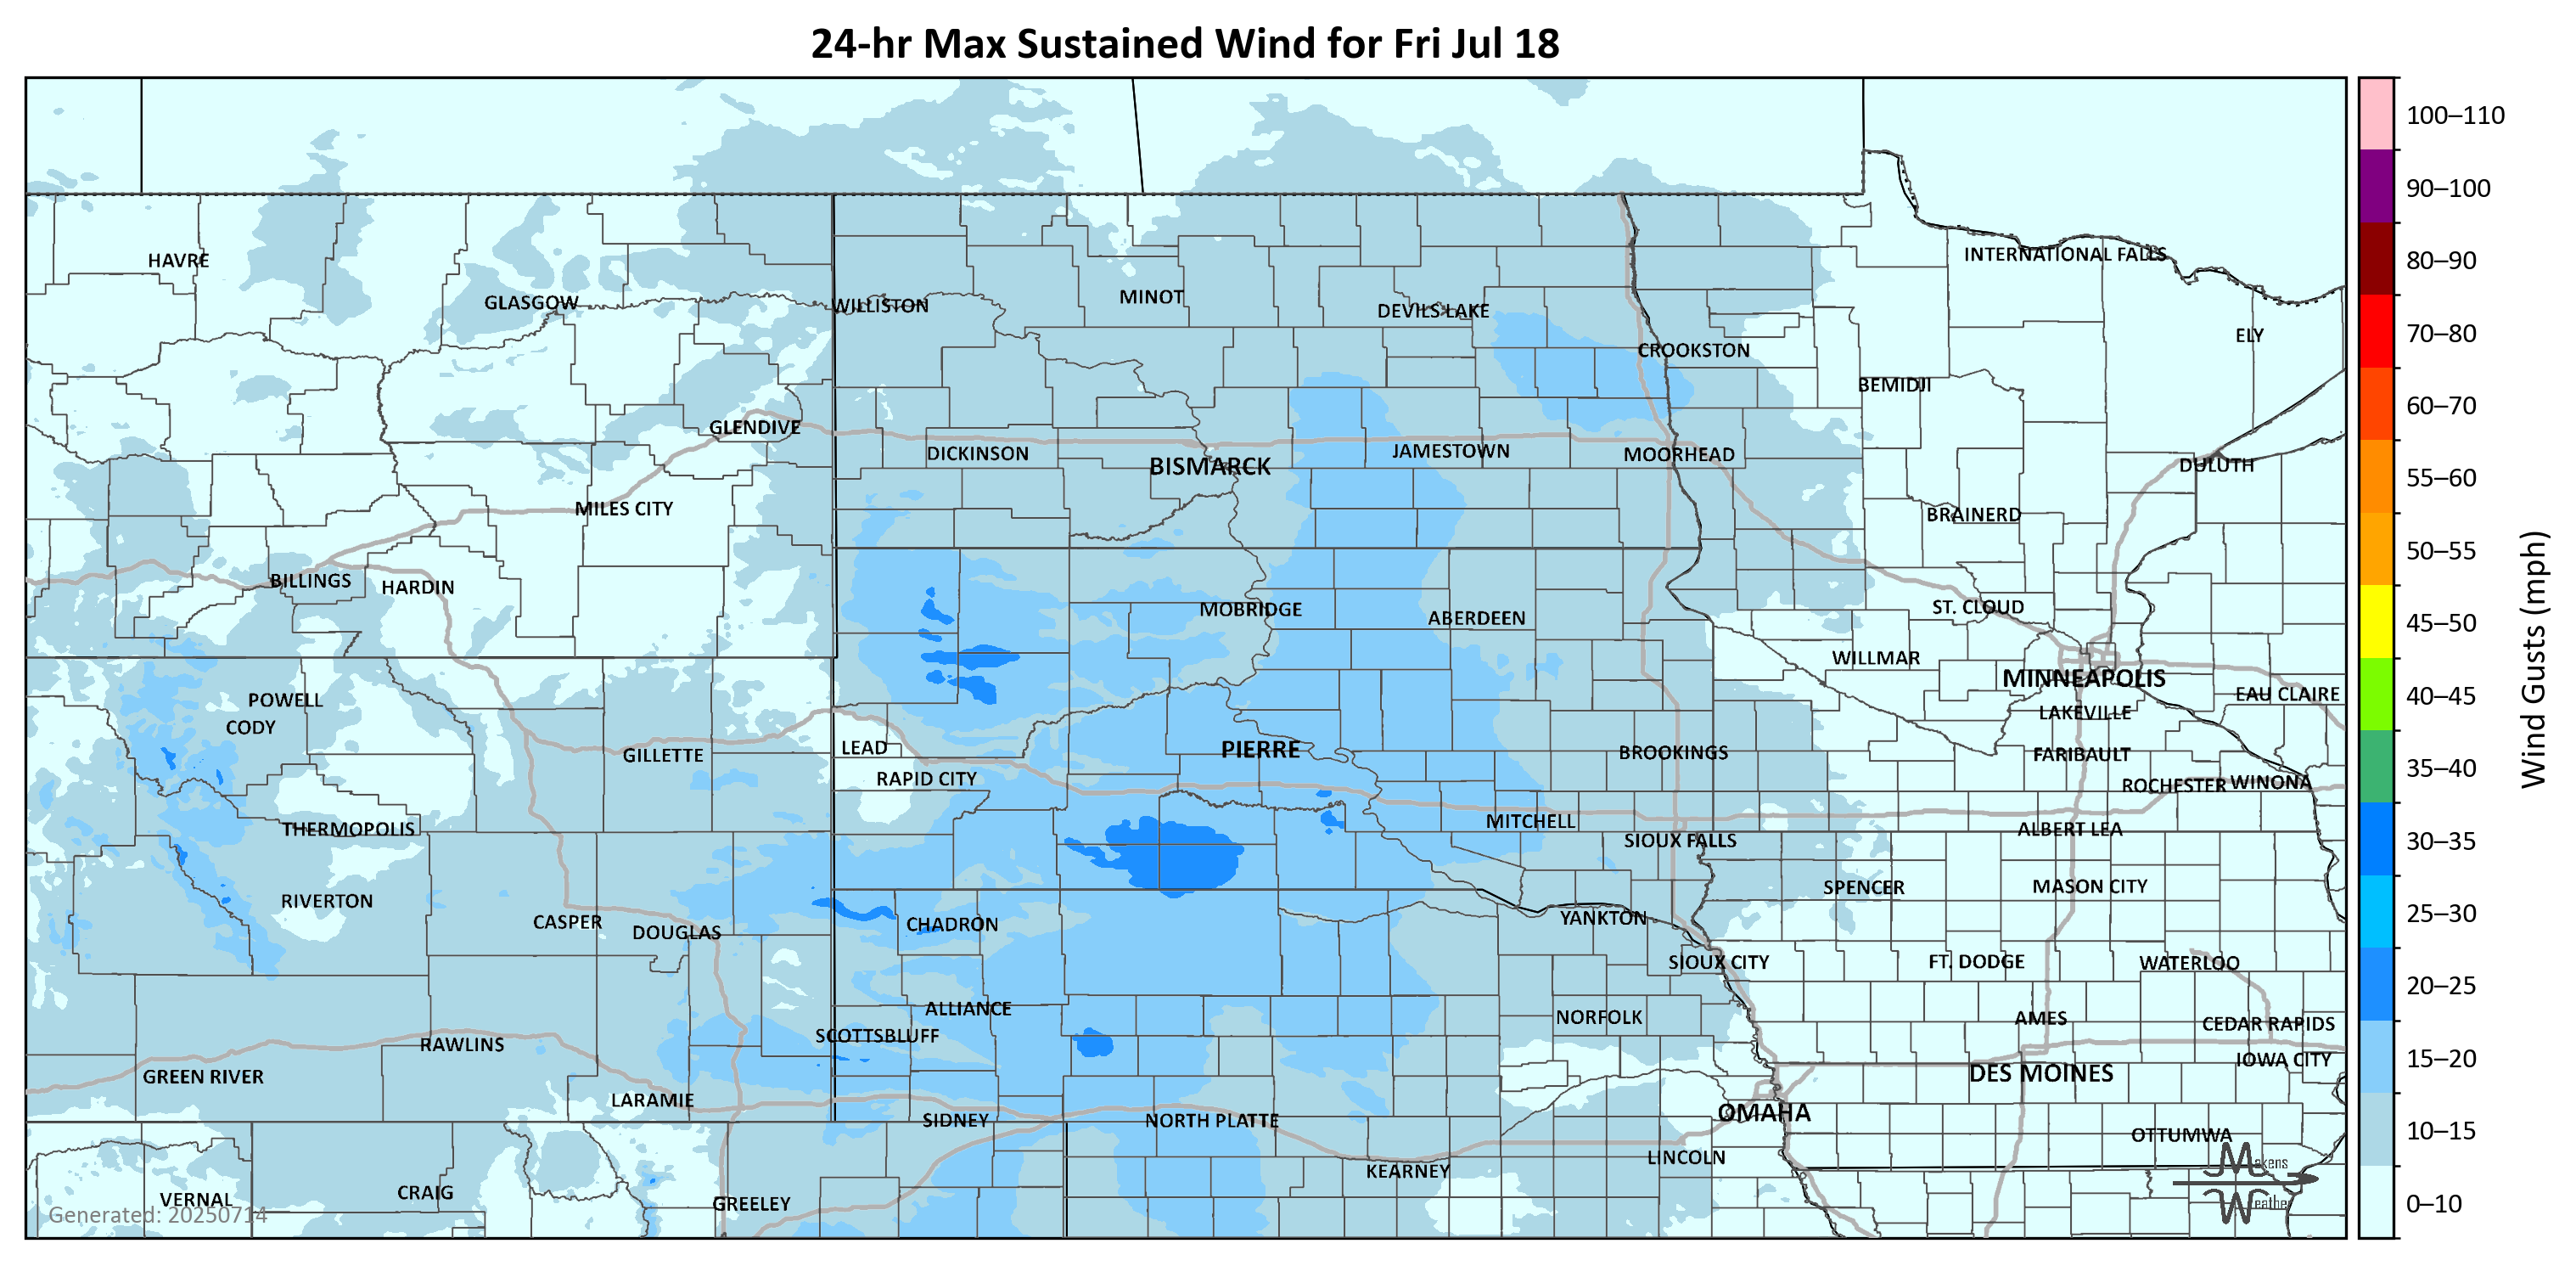 24-hr Max Sustained Wind for Fri Jul 18
100–110
90–100
80–90
70–80
60–70
55–60
50–55
45–50
40–45
35–40
30–35
25–30
20–25
15–20
10–15
0–10
Wind Gusts (mph)
HAVRE
INTERNATIONAL FALLS
GLASGOW
WILLISTON
MINOT
DEVILS LAKE
ELY
CROOKSTON
BEMIDJI
GLENDIVE
DICKINSON
BISMARCK
JAMESTOWN
MOORHEAD
DULUTH
MILES CITY
BRAINERD
BILLINGS
HARDIN
MOBRIDGE
ABERDEEN
ST. CLOUD
WILLMAR
MINNEAPOLIS
EAU CLAIRE
POWELL
CODY
LAKEVILLE
GILLETTE
LEAD
PIERRE
BROOKINGS
FARIBAULT
RAPID CITY
ROCHESTER
WINONA
THERMOPOLIS
MITCHELL
SIOUX FALLS
ALBERT LEA
RIVERTON
SPENCER
MASON CITY
CASPER
DOUGLAS
CHADRON
YANKTON
SIOUX CITY
FT. DODGE
WATERLOO
ALLIANCE
NORFOLK
AMES
CEDAR RAPIDS
SCOTTSBLUFF
RAWLINS
IOWA CITY
GREEN RIVER
DES MOINES
LARAMIE
SIDNEY
NORTH PLATTE
OMAHA
OTTUMWA
KEARNEY
LINCOLN
VERNAL
CRAIG
GREELEY
Generated: 20250714
Makens
Weather